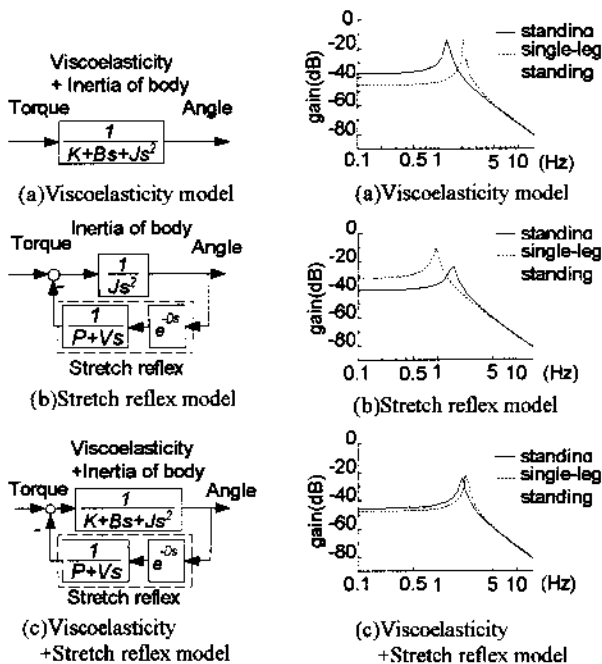 Viscoelasticity
+ Inertia of body
Torque
Angle
1
K+Bs+Js²
(a)Viscoelasticity model
Inertia of body
Torque
Angle
-
1
Js²
1
P+Vs
e^-Ds
Stretch reflex
(b)Stretch reflex model
Viscoelasticity
+Inertia of body
Torque
Angle
-
1
K+Bs+Js²
1
P+Vs
e^-Ds
Stretch reflex
(c)Viscoelasticity
+Stretch reflex model
0
-20
-40
-60
-80
gain(dB)
standing
single-leg
standing
0.1 0.5 1 5 10 (Hz)
(a)Viscoelasticity model
0
-20
-40
-60
-80
gain(dB)
standing
single-leg
standing
0.1 0.5 1 5 10 (Hz)
(b)Stretch reflex model
0
-20
-40
-60
-80
gain(dB)
standing
single-leg
standing
0.1 0.5 1 5 10 (Hz)
(c)Viscoelasticity
+Stretch reflex model